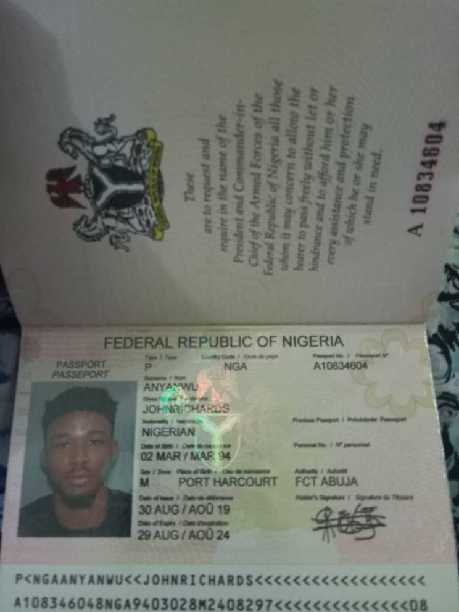 These
are to request and
require in the name of the
President and Commander-in-
Chief of the Armed Forces of the
Federal Republic of Nigeria all those
whom it may concern to allow the
bearer to pass freely without let or
hindrance and to afford him or her
every assistance and protection
of which he or she may
stand in need.
A 10834604
FEDERAL REPUBLIC OF NIGERIA
PASSPORT
PASSEPORT
Type / Type Country Code / Code du pays Passport No. / Passeport N°
P NGA A10834604
Surname / Nom
ANYANWU
JOHNRICHARDS
Nationality / Previous Passport / Précédente Passeport
NIGERIAN
Date of Birth / Date de naissance Personal No. / N° personnel
02 MAR / MAR 94
Sex / Sexe Place of Birth / Lieu de naissance Authority / Autorité
M PORT HARCOURT FCT ABUJA
Date of Issue / Date de délivrance Holder's Signature / Signature du Titulaire
30 AUG / AOÛ 19
Date of Expiry / Date d'expiration
29 AUG / AOÛ 24
P<NGAANYANWU<<JOHNRICHARDS<<<<<<<<<<<<<<<<<<
A108346048NGA9403028M2408297<<<<<<<<<<<<<<08